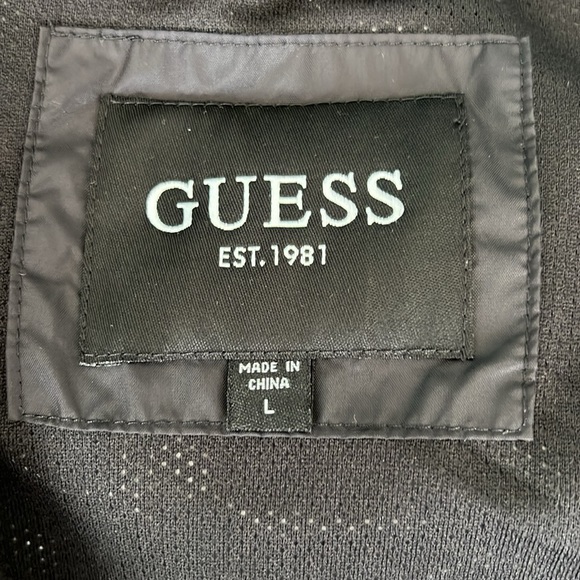 GUESS
EST. 1981
MADE IN
CHINA
L